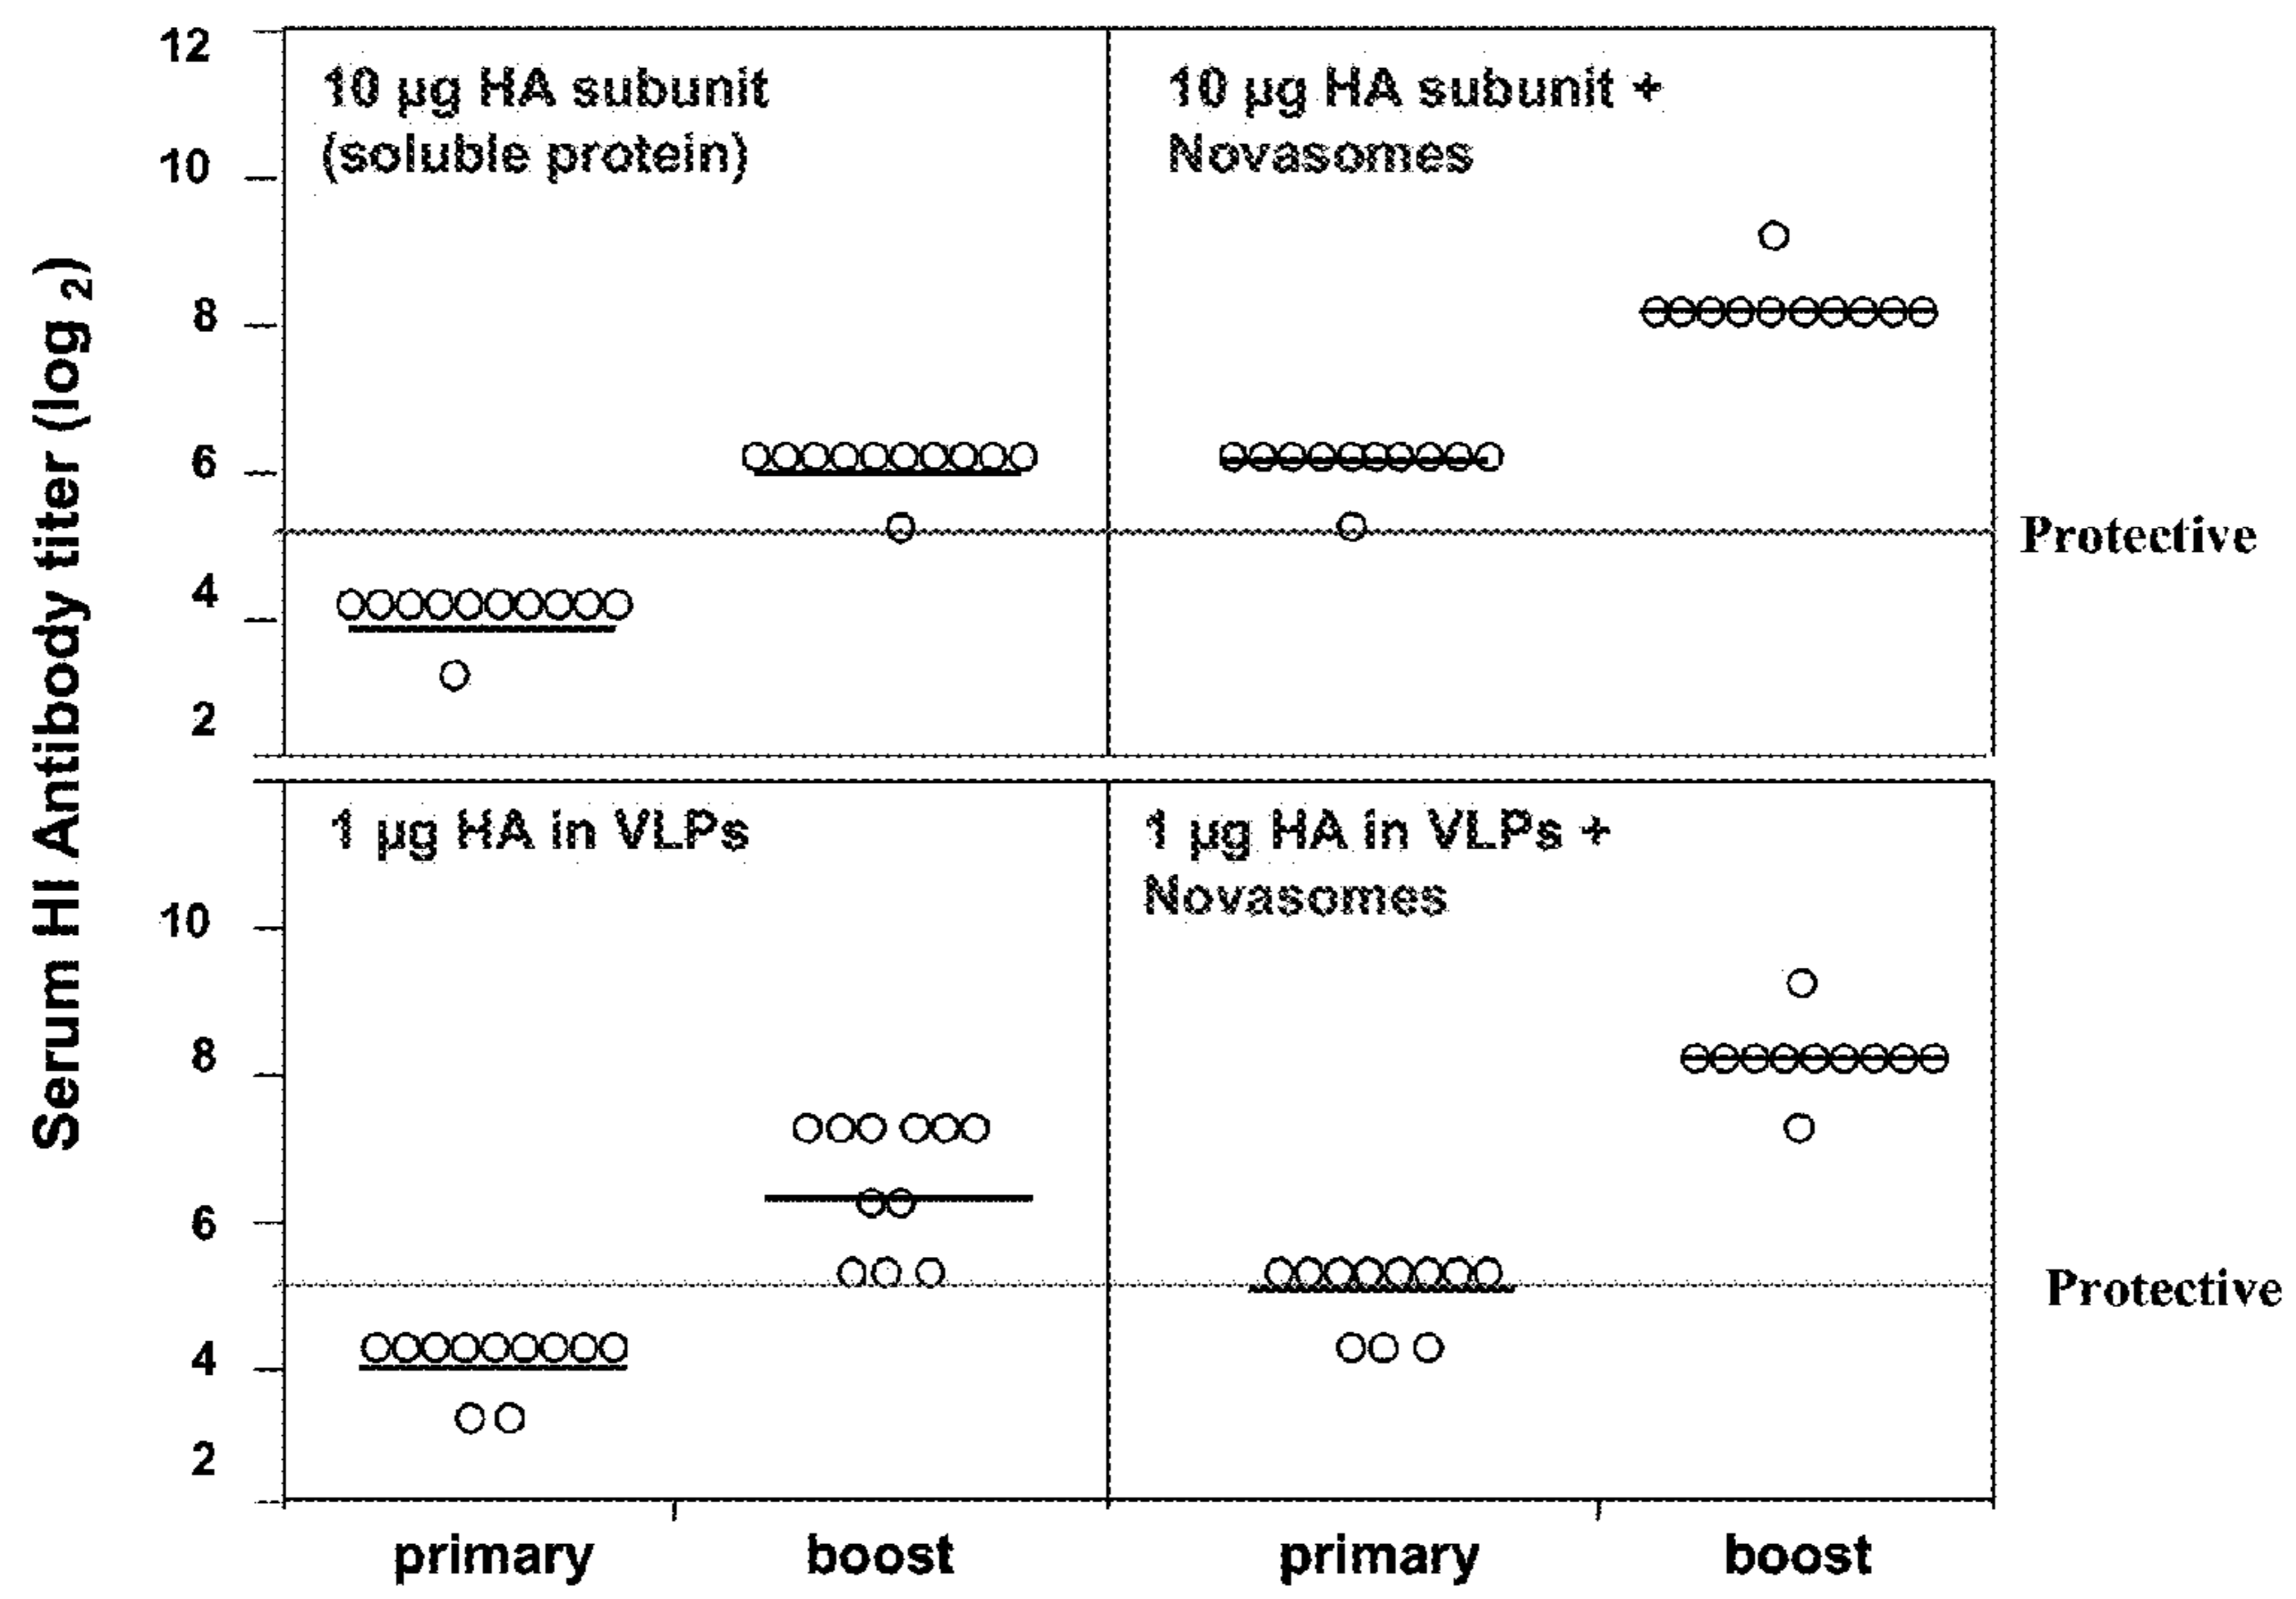 Serum HI Antibody titer (log 2)
12
10
8
6
4
2
10 µg HA subunit
(soluble protein)
10 µg HA subunit +
Novasomes
Protective
10
8
6
4
2
1 µg HA in VLPs
1 µg HA in VLPs +
Novasomes
Protective
primary boost primary boost